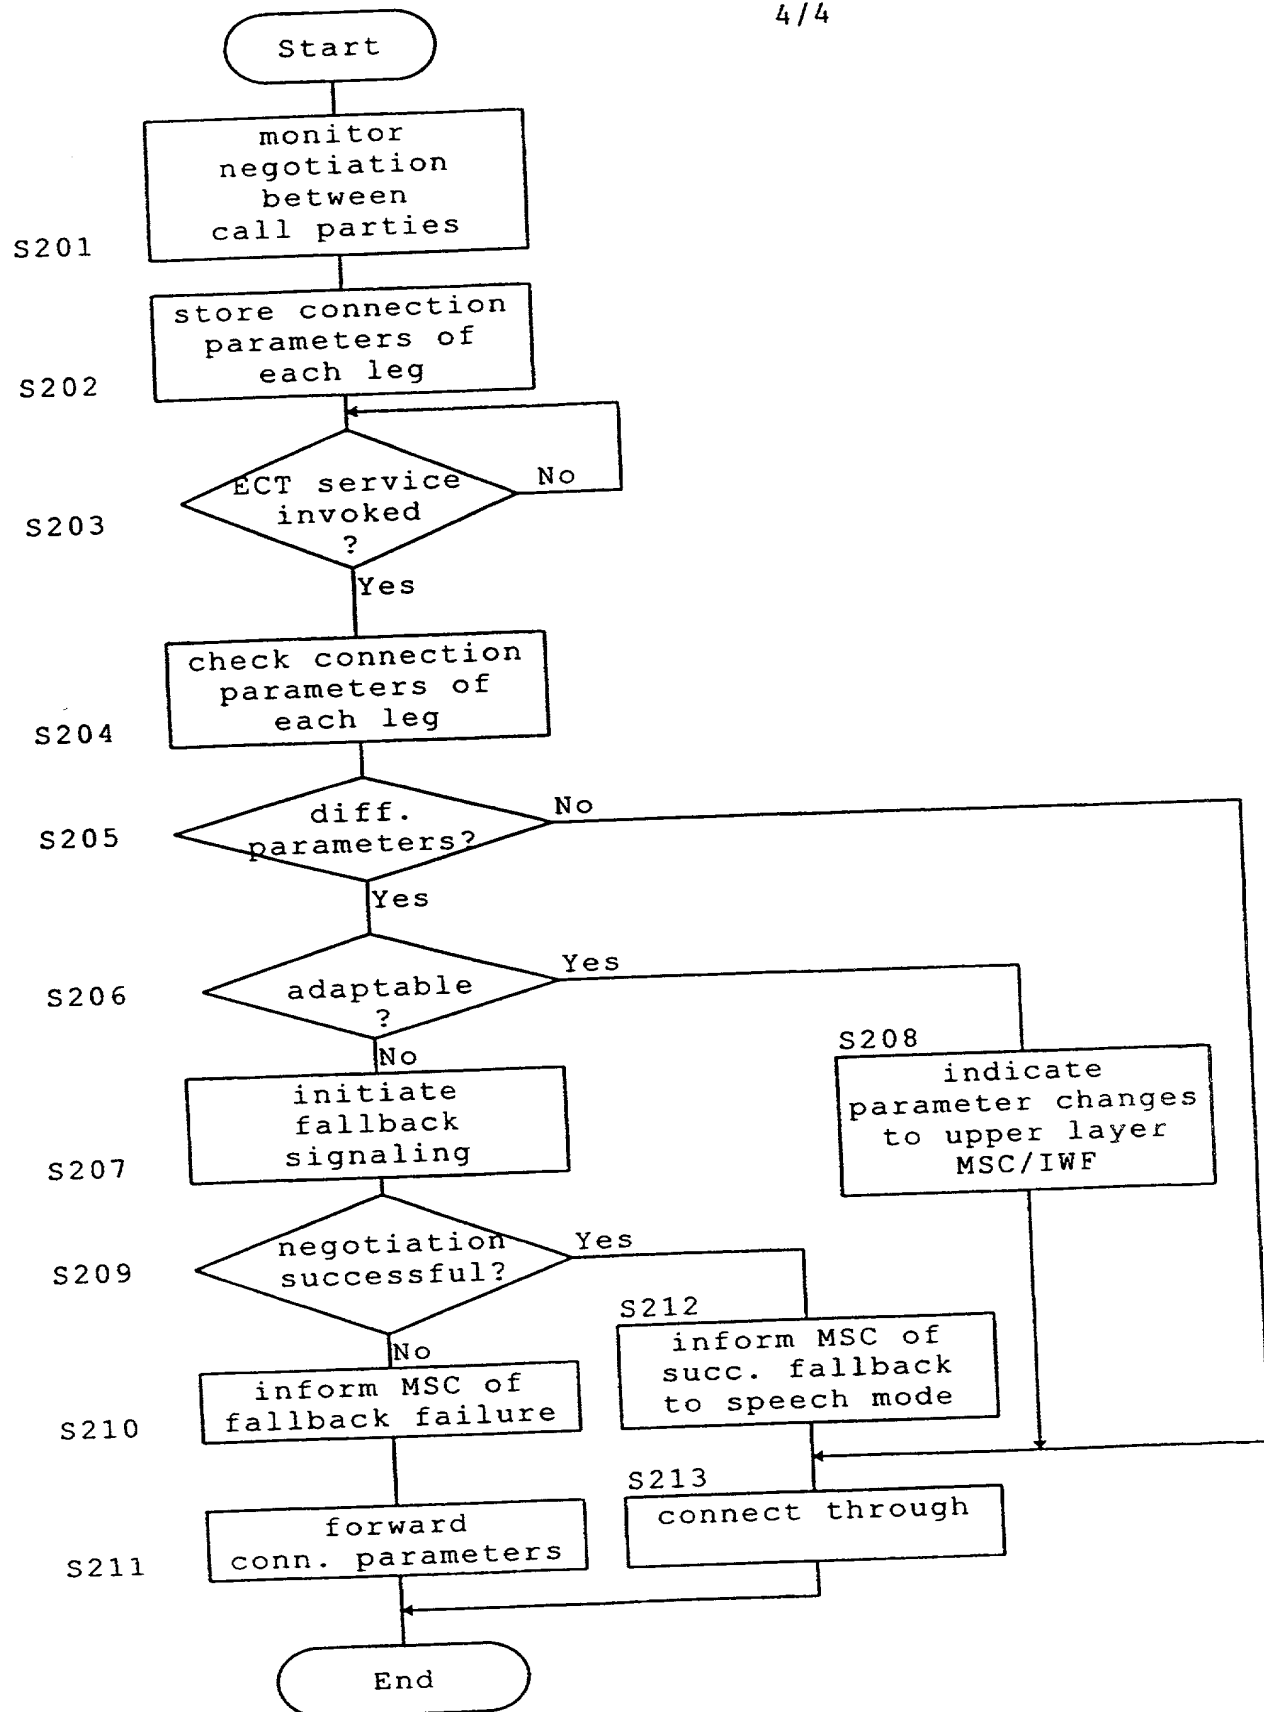 4/4
Start
monitor
negotiation
between
call parties
S201
store connection
parameters of
each leg
S202
ECT service
invoked
?
No
S203
Yes
check connection
parameters of
each leg
S204
diff.
parameters?
No
S205
Yes
adaptable
?
Yes
S206
No
S208
indicate
parameter changes
to upper layer
MSC/IWF
initiate
fallback
signaling
S207
negotiation
successful?
Yes
S209
No
S212
inform MSC of
succ. fallback
to speech mode
inform MSC of
fallback failure
S210
S213
connect through
forward
conn. parameters
S211
End